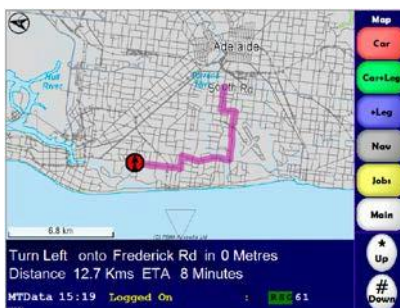 Map
Adelaide
Car
South Rd
Car+Leg
+Leg
Nav
Jobs
6.8 km
Main
Turn Left onto Frederick Rd in 0 Metres
Distance 12.7 Kms ETA 8 Minutes
*
Up
#
Down
MTData 15:19 Logged On : 61